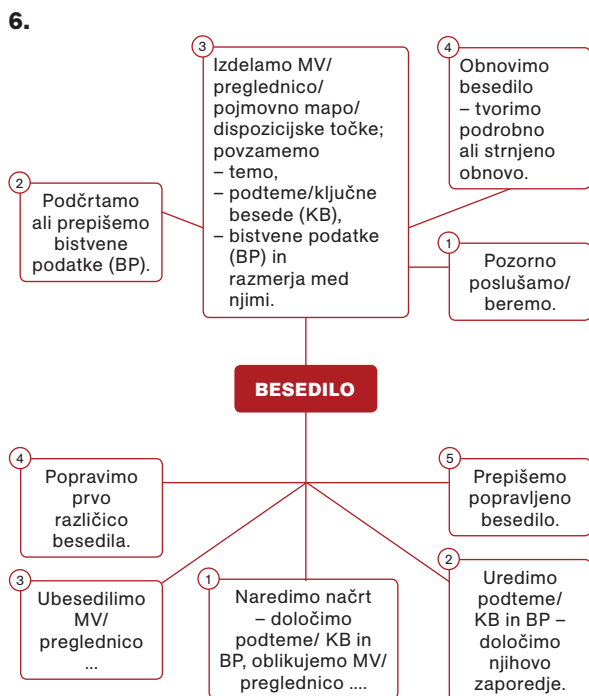 6.
3
Izdelamo MV/
preglednico/
pojmovno mapo/
dispozicijske točke;
povzamemo
– temo,
– podteme/ključne
besede (KB),
– bistvene podatke
(BP) in
razmerja med
njimi.
4
Obnovimo
besedilo
– tvorimo
podrobno
ali strnjeno
obnovo.
2
Podčrtamo
ali prepišemo
bistvene
podatke (BP).
1
Pozorno
poslušamo/
beremo.
BESEDILO
4
Popravimo
prvo
različico
besedila.
5
Prepišemo
popravljeno
besedilo.
3
Ubesedilimo
MV/
preglednico
...
1
Naredimo načrt
– določimo
podteme/ KB in
BP, oblikujemo MV/
preglednico ....
2
Uredimo
podteme/
KB in BP –
določimo
njihovo
zaporedje.